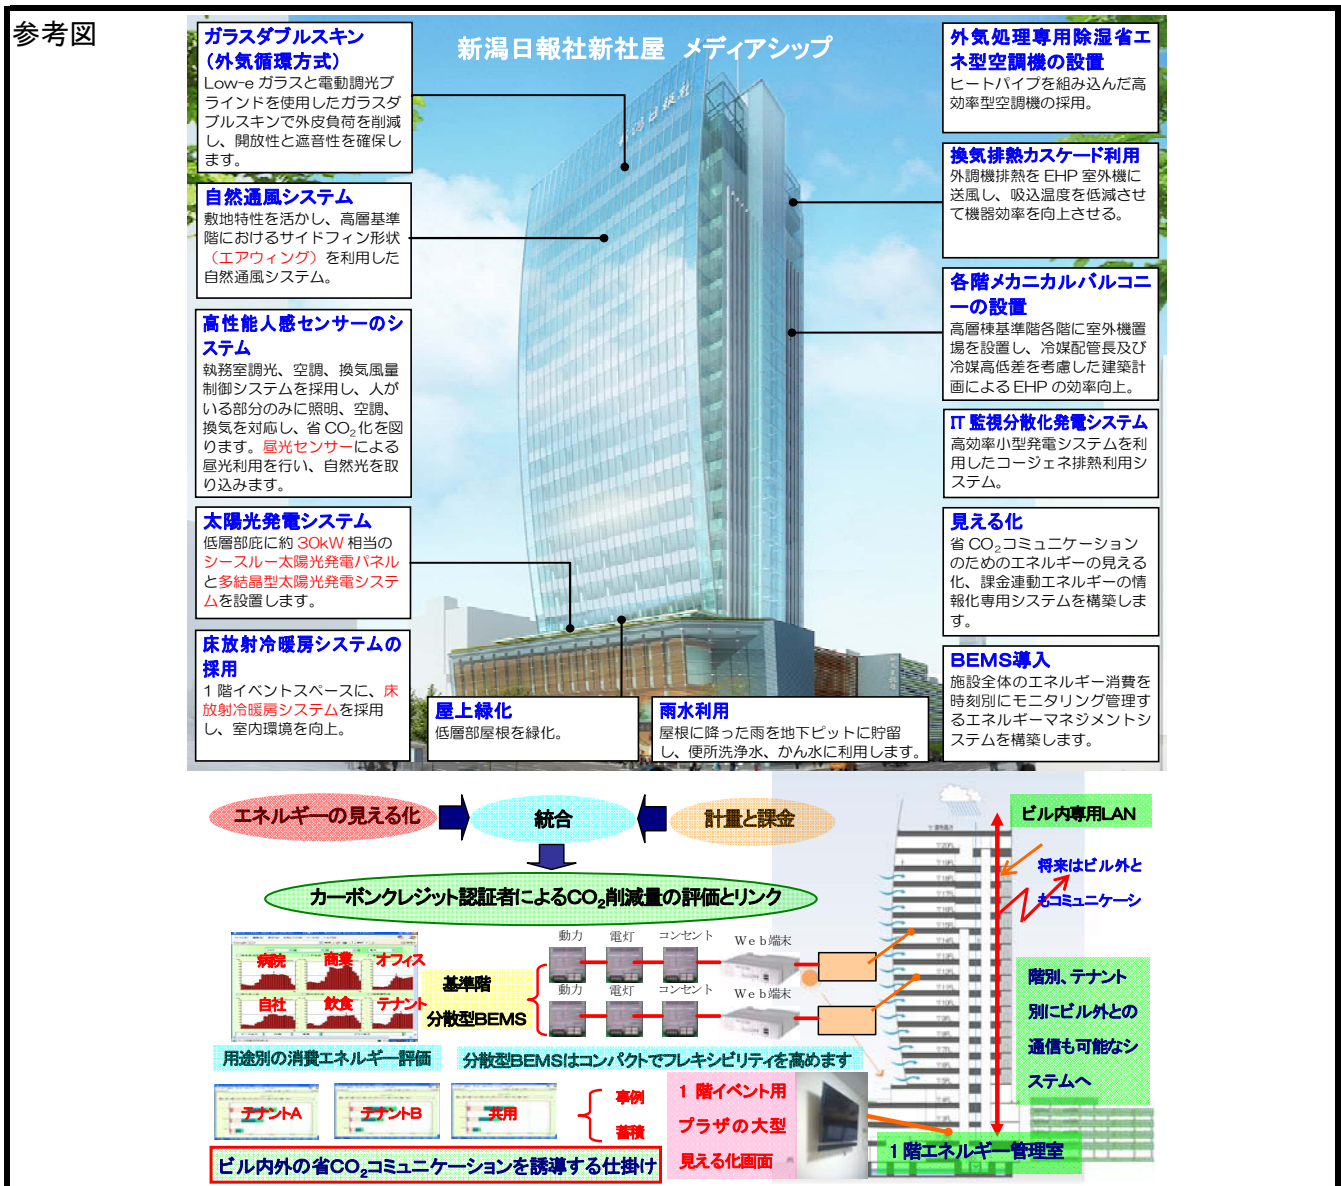 参考図
新潟日報社新社屋 メディアシップ
ガラスダブルスキン
（外気循環方式）
Low-e ガラスと電動調光ブ
ラインドを使用したガラスダ
ブルスキンで外皮負荷を削減
し、開放性と遮音性を確保し
ます。
自然通風システム
敷地特性を活かし、高層基準
階におけるサイドフィン形状
（エアウィング）を利用した
自然通風システム。
高性能人感センサーのシ
ステム
執務室調光、空調、換気風量
制御システムを採用し、人が
いる部分のみに照明、空調、
換気を対応し、省 CO₂化を図
ります。昼光センサーによる
昼光利用を行い、自然光を取
り込みます。
太陽光発電システム
低層部庇に約 30kW 相当の
シースルー太陽光発電パネル
と多結晶型太陽光発電システ
ムを設置します。
床放射冷暖房システムの
採用
1 階イベントスペースに、床
放射冷暖房システムを採用
し、室内環境を向上。
屋上緑化
低層部屋根を緑化。
雨水利用
屋根に降った雨を地下ピットに貯留
し、便所洗浄水、かん水に利用します。
外気処理専用除湿省エ
ネ型空調機の設置
ヒートパイプを組み込んだ高
効率型空調機の採用。
換気排熱カスケード利用
外調機排熱を EHP 室外機に
送風し、吸込温度を低減させ
て機器効率を向上させる。
各階メカニカルバルコニ
ーの設置
高層棟基準階各階に室外機置
場を設置し、冷媒配管長及び
冷媒高低差を考慮した建築計
画による EHP の効率向上。
IT 監視分散化発電システム
高効率小型発電システムを利
用したコージェネ排熱利用シ
ステム。
見える化
省 CO₂コミュニケーション
のためのエネルギーの見える
化、課金連動エネルギーの情
報化専用システムを構築しま
す。
BEMS導入
施設全体のエネルギー消費を
時刻別にモニタリング管理す
るエネルギーマネジメントシ
ステムを構築します。
新潟日報社
エネルギーの見える化
統合
計量と課金
カーボンクレジット認証者によるCO₂削減量の評価とリンク
病院
商業
オフィス
自社
飲食
テナント
用途別の消費エネルギー評価
基準階
分散型BEMS
動力
電灯
コンセント
Ｗｅｂ端末
動力
電灯
コンセント
Ｗｅｂ端末
分散型BEMSはコンパクトでフレキシビリティを高めます
テナントA
テナントB
共用
事例
蓄積
ビル内外の省CO₂コミュニケーションを誘導する仕掛け
1 階イベント用
プラザの大型
見える化画面
ビル内専用LAN
将来はビル外と
もコミュニケーシ
階別、テナント
別にビル外との
通信も可能なシ
ステムへ
1 階エネルギー管理室